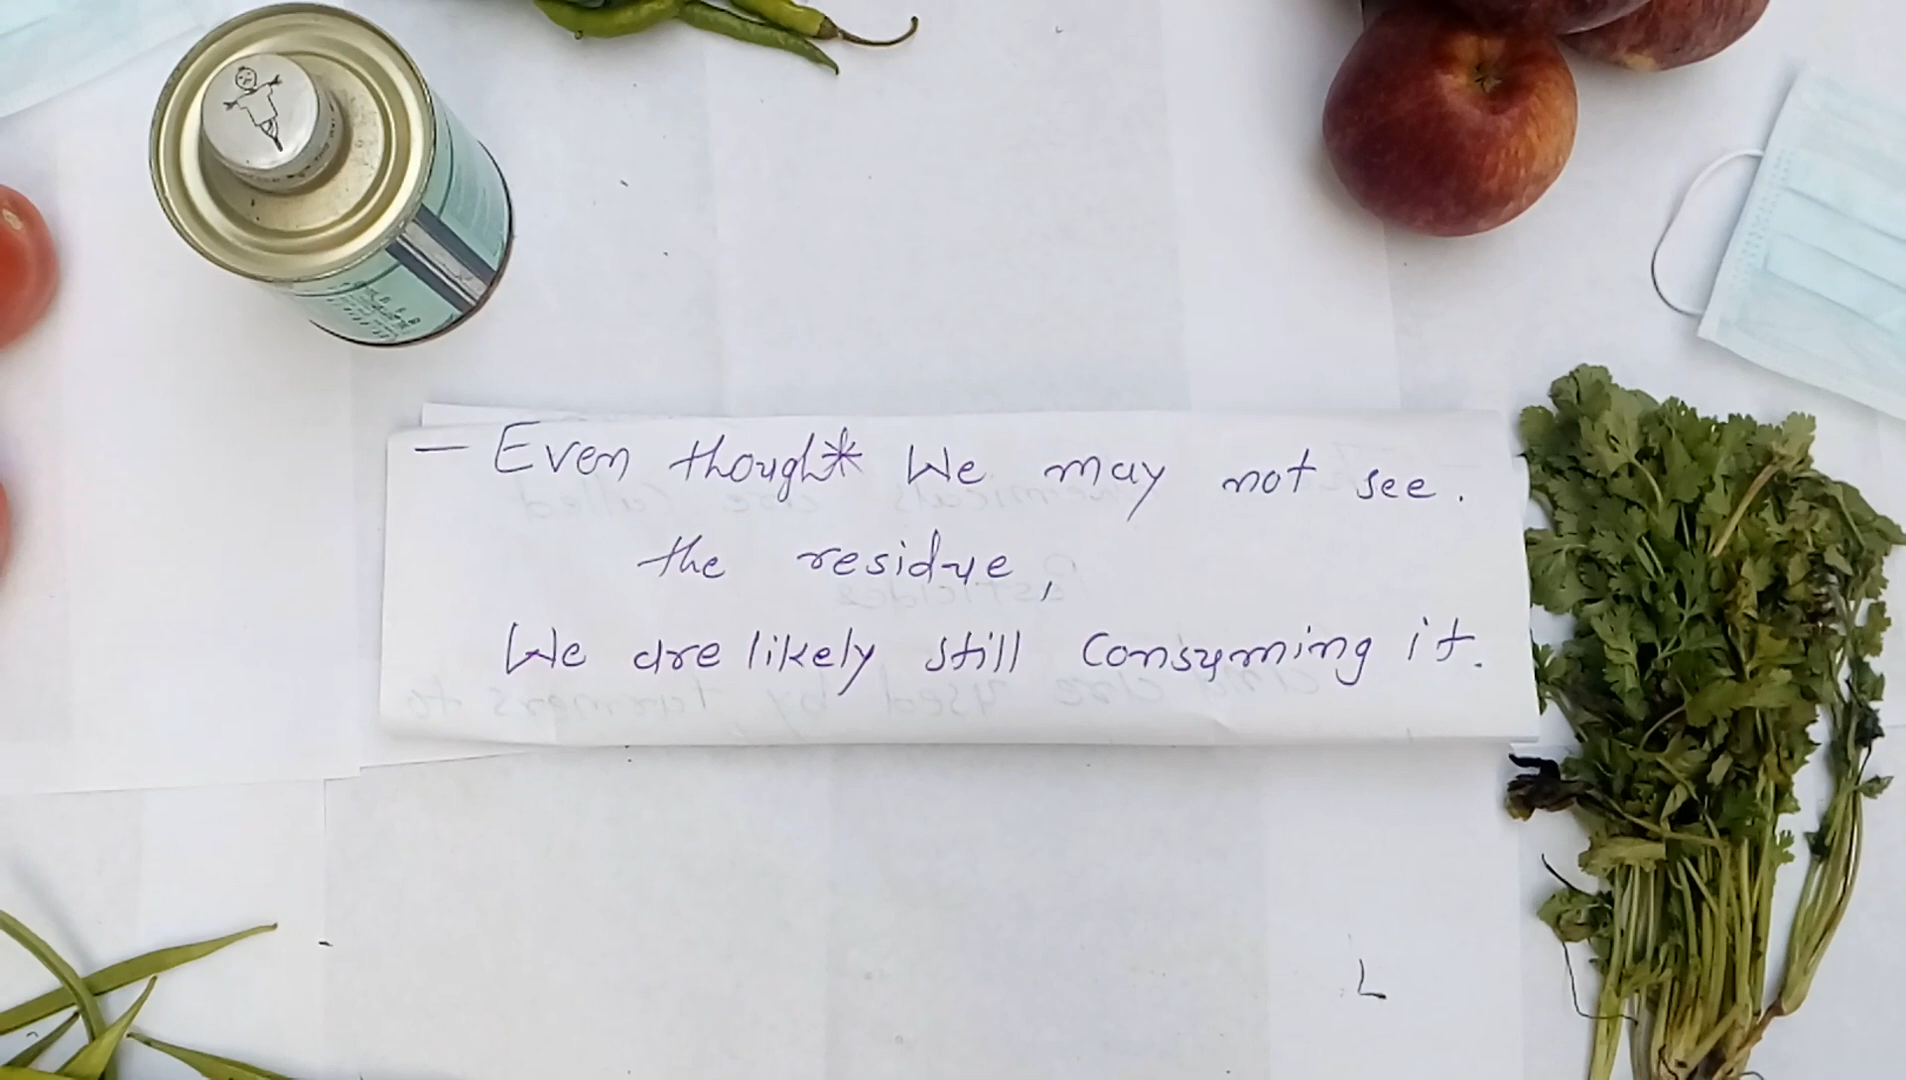 — Even though* We may not see.
the residue,
We are likely still Consuming it.
L